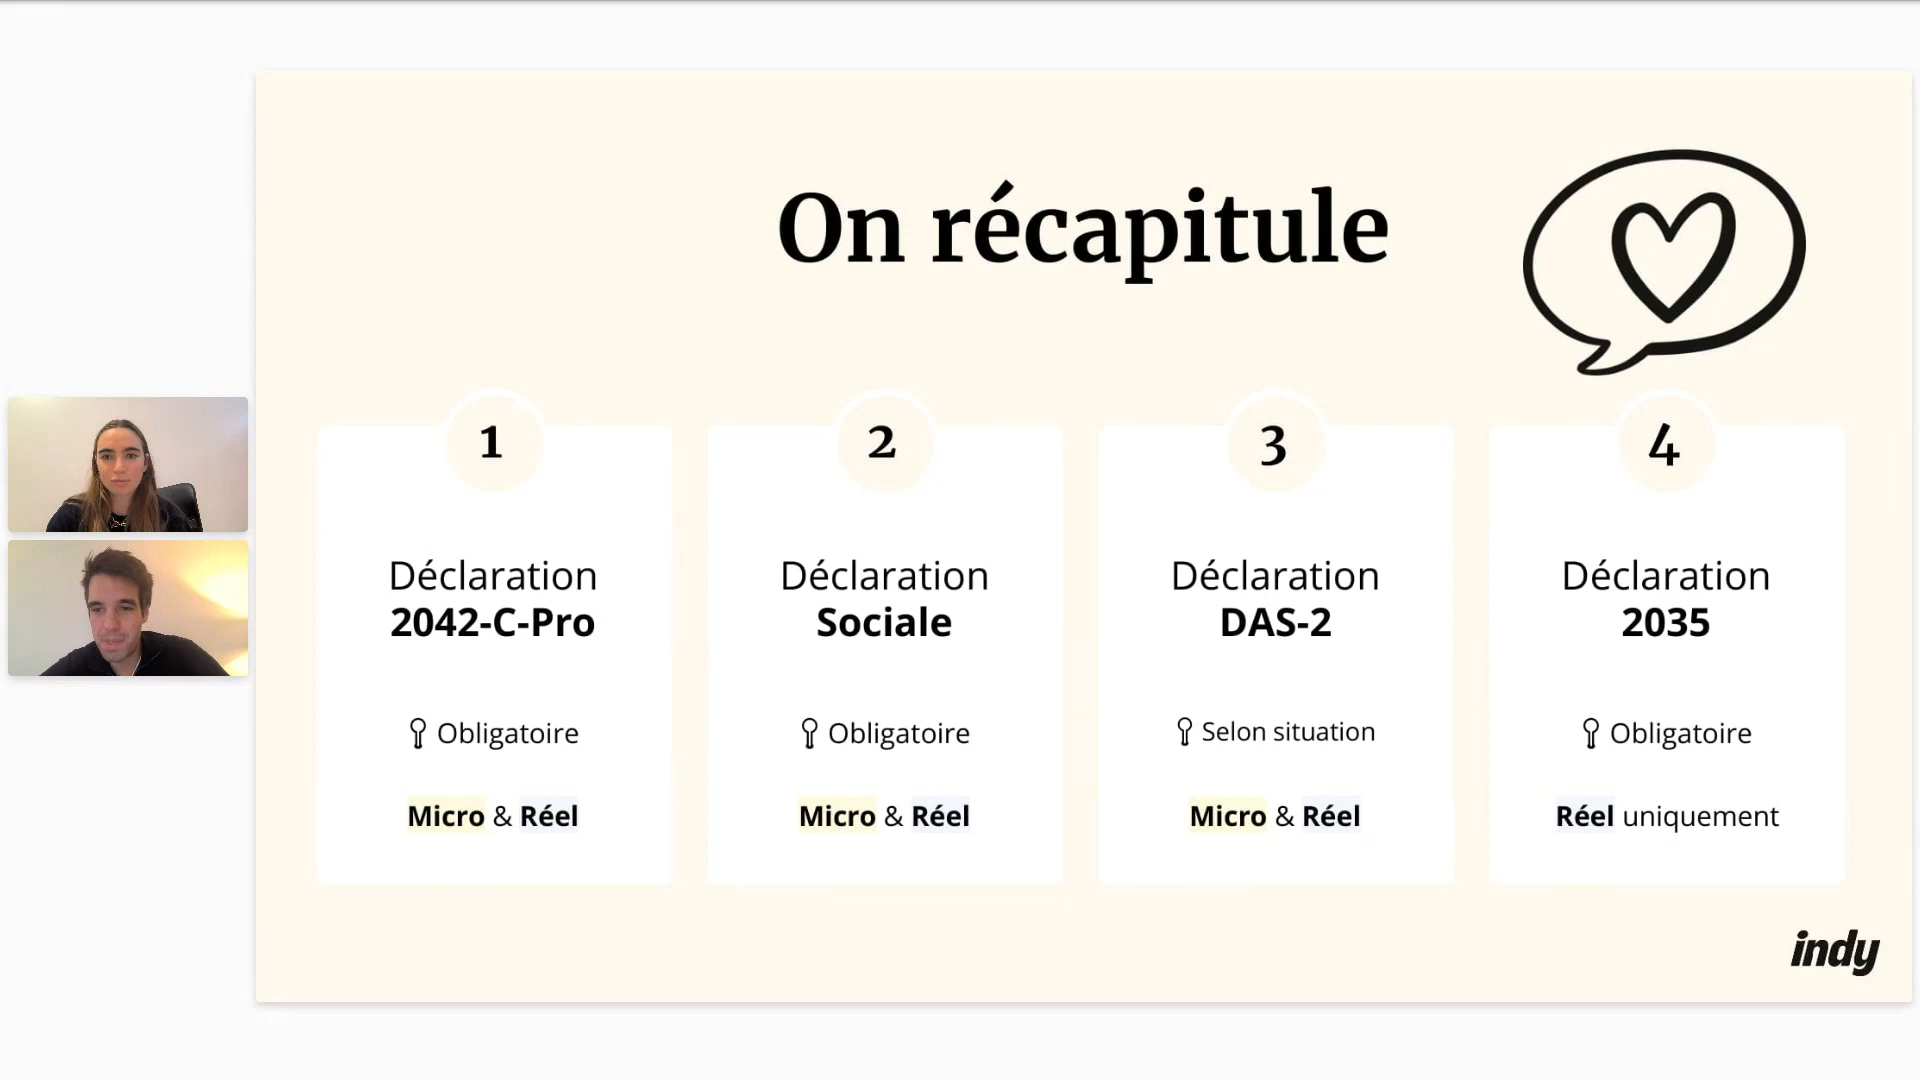 On récapitule
1
Déclaration
2042-C-Pro
Obligatoire
Micro & Réel
2
Déclaration
Sociale
Obligatoire
Micro & Réel
3
Déclaration
DAS-2
Selon situation
Micro & Réel
4
Déclaration
2035
Obligatoire
Réel uniquement
indy